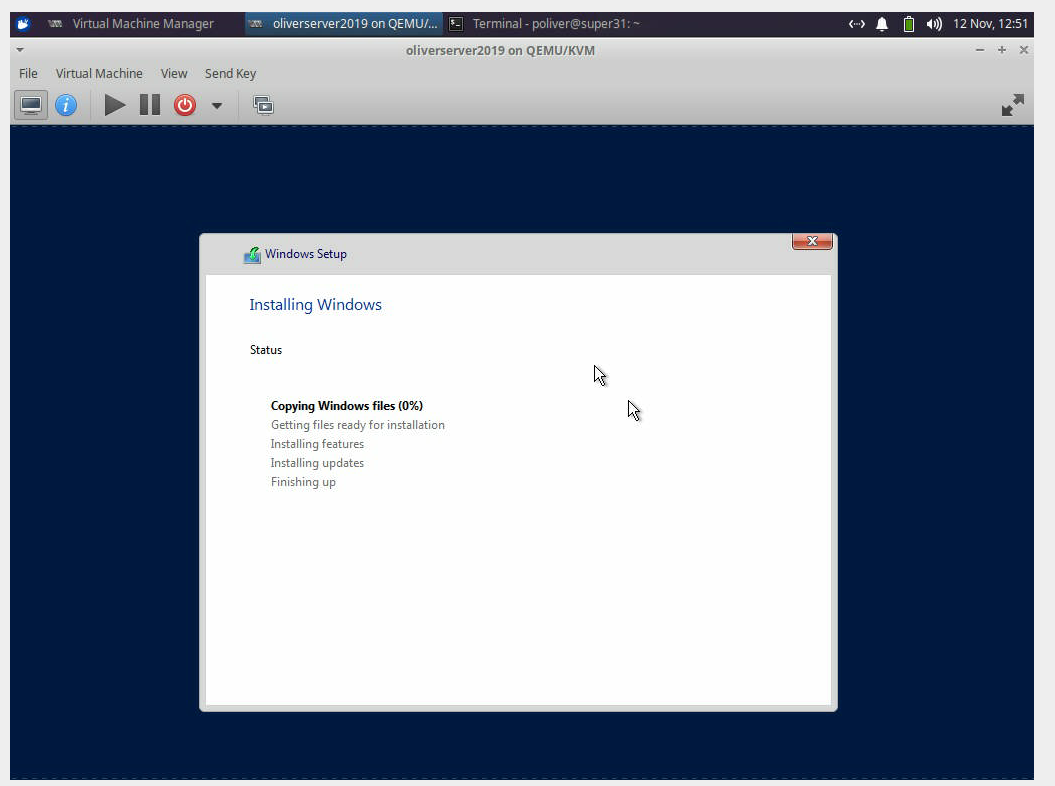 Virtual Machine Manager oliverserver2019 on QEMU/... Terminal - poliver@super31: ~ 12 Nov, 12:51
oliverserver2019 on QEMU/KVM
File Virtual Machine View Send Key
Windows Setup
Installing Windows
Status
Copying Windows files (0%)
Getting files ready for installation
Installing features
Installing updates
Finishing up